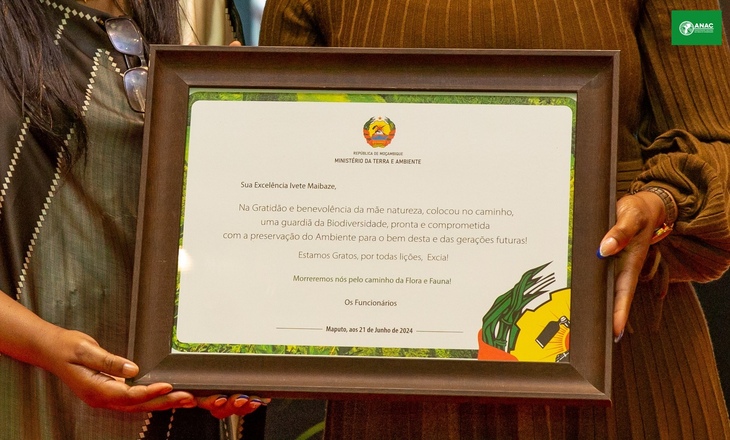 ANAC
REPÚBLICA DE MOÇAMBIQUE
MINISTÉRIO DA TERRA E AMBIENTE
Sua Excelência Ivete Maibaze,
Na Gratidão e benevolência da mãe natureza, colocou no caminho,
uma guardiã da Biodiversidade, pronta e comprometida
com a preservação do Ambiente para o bem desta e das gerações futuras!
Estamos Gratos, por todas lições, Excia!
Morreremos nós pelo caminho da Flora e Fauna!
Os Funcionários
Maputo, aos 21 de Junho de 2024